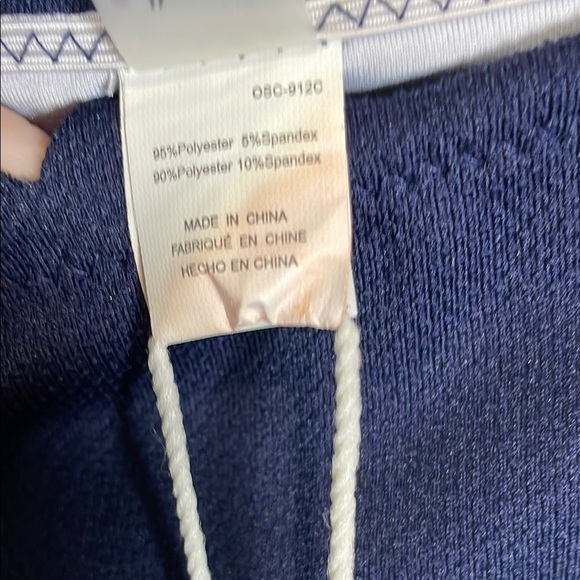 OSC-912C
95%Polyester 5%Spandex
90%Polyester 10%Spandex
MADE IN CHINA
FABRIQUÉ EN CHINE
HECHO EN CHINA